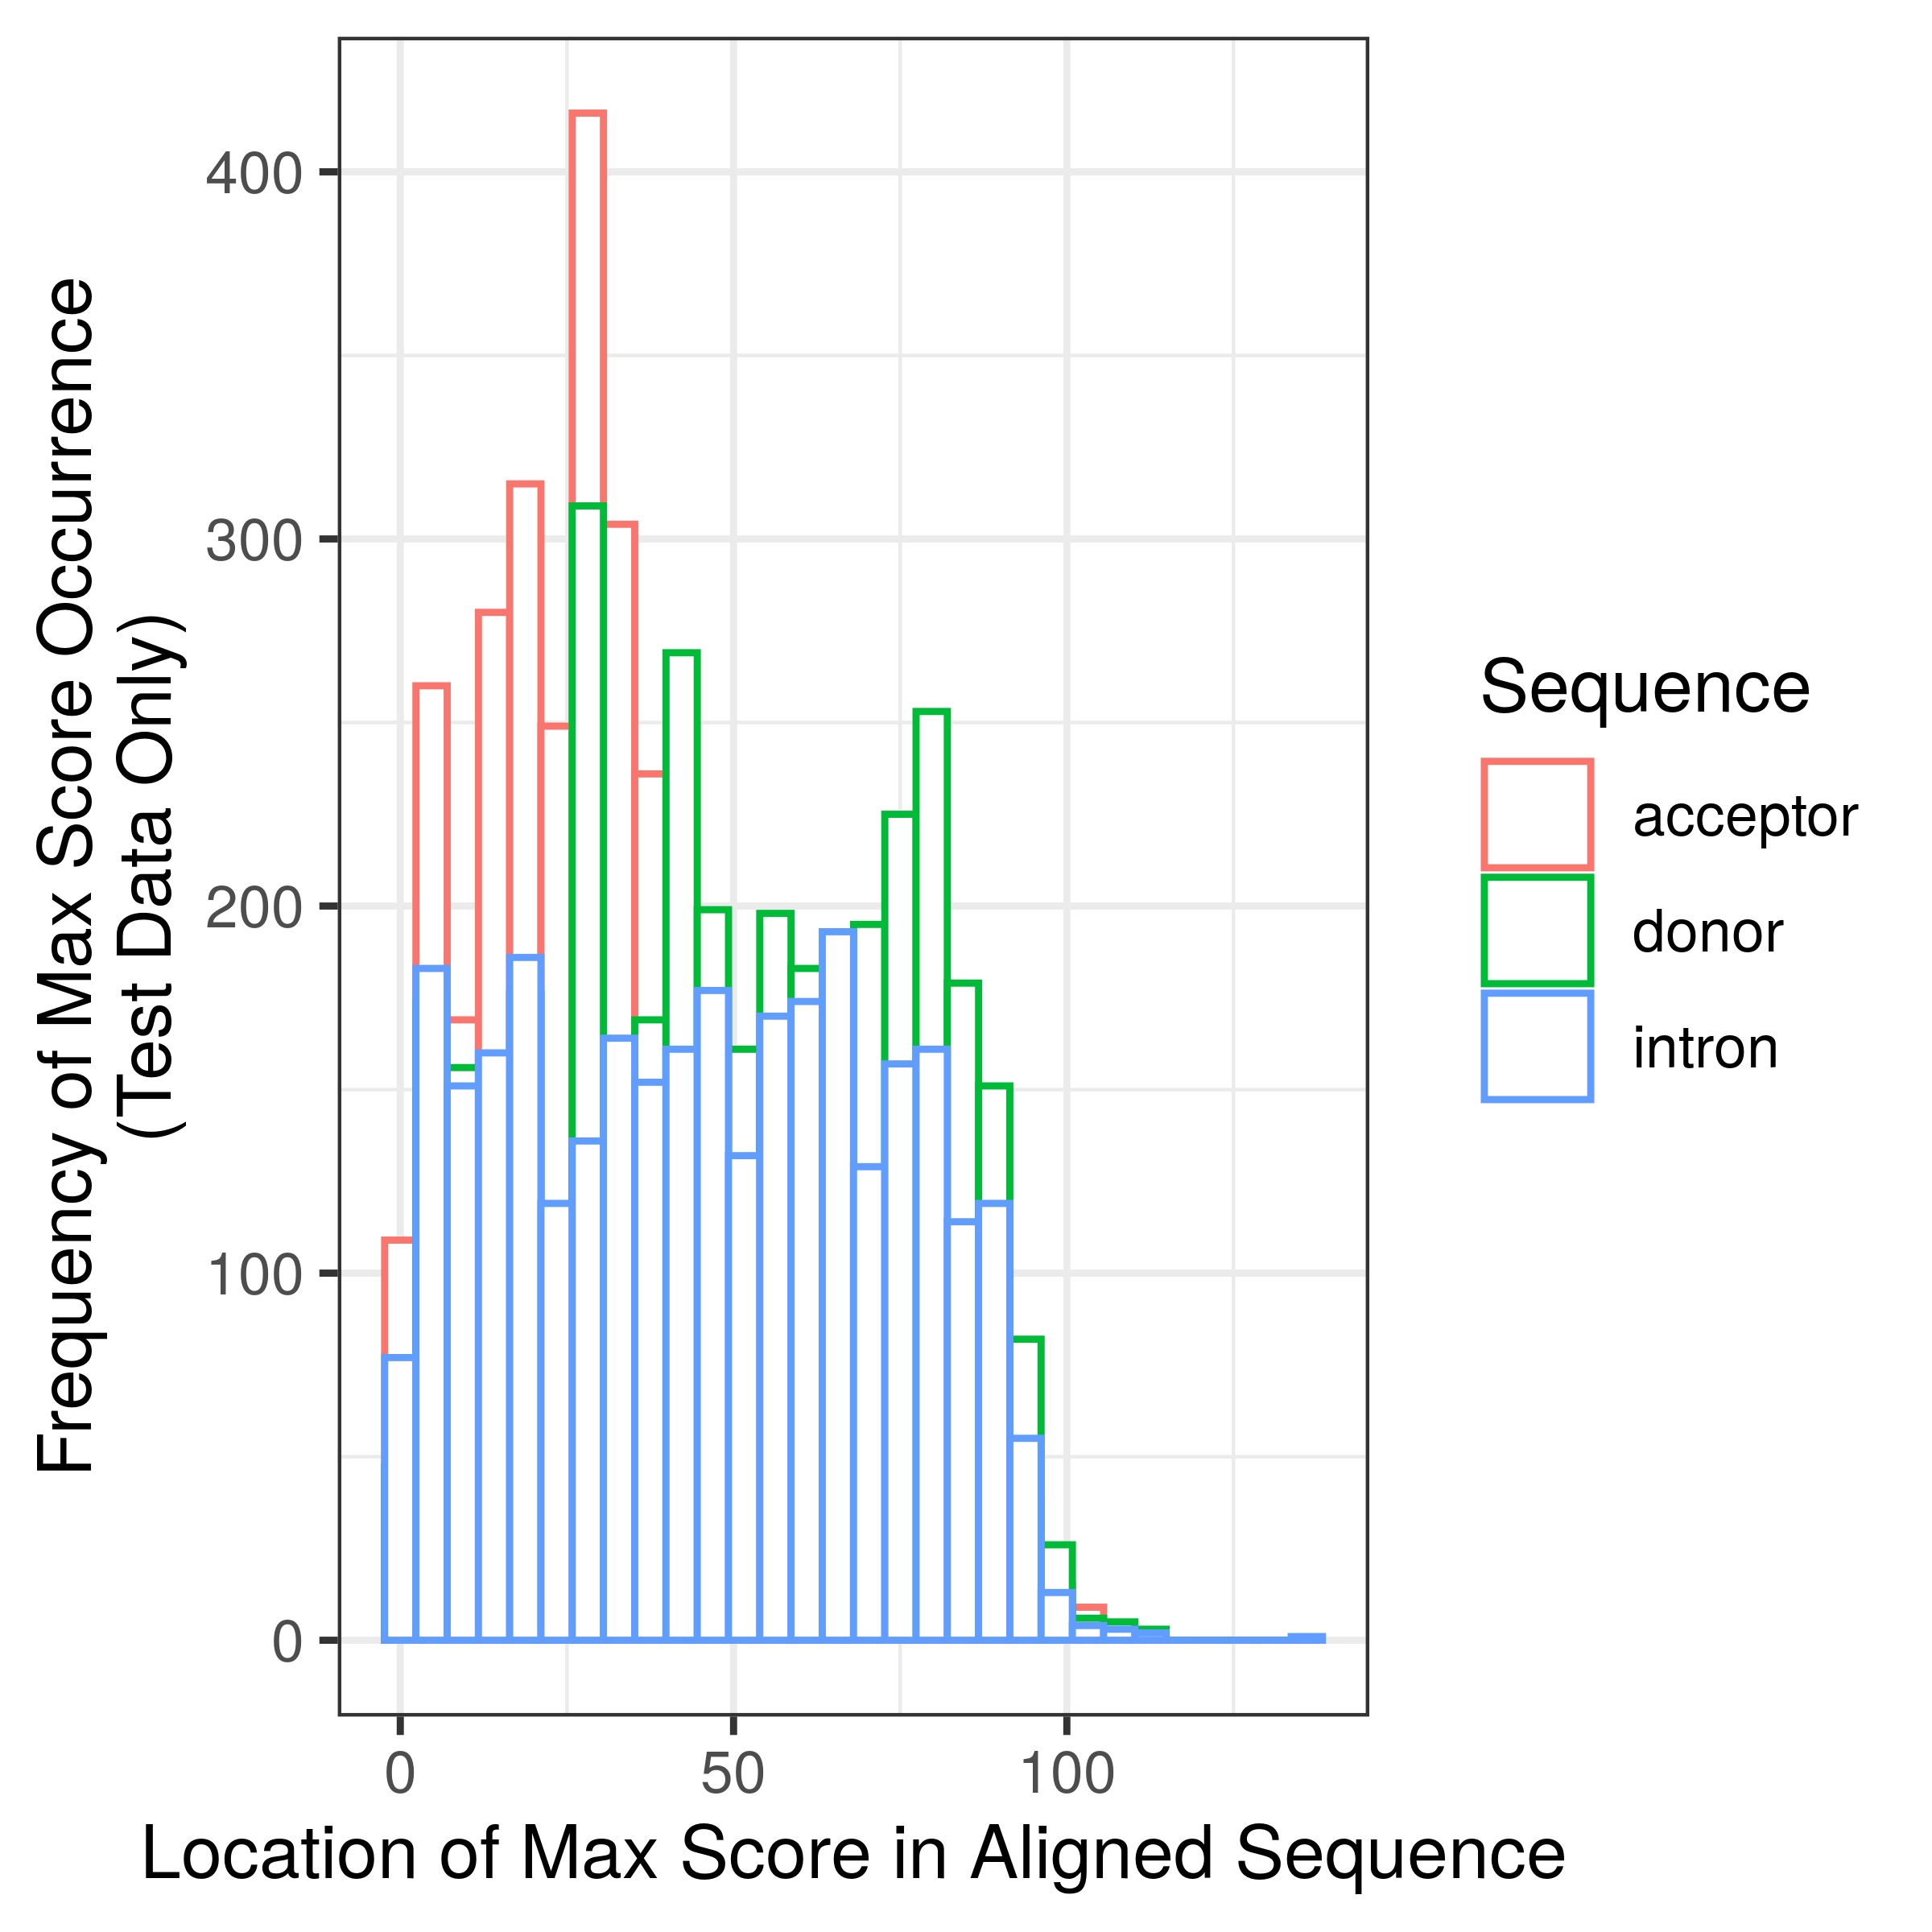 Frequency of Max Score Occurrence
(Test Data Only)
400
300
200
100
0
0
50
100
Location of Max Score in Aligned Sequence
Sequence
acceptor
donor
intron